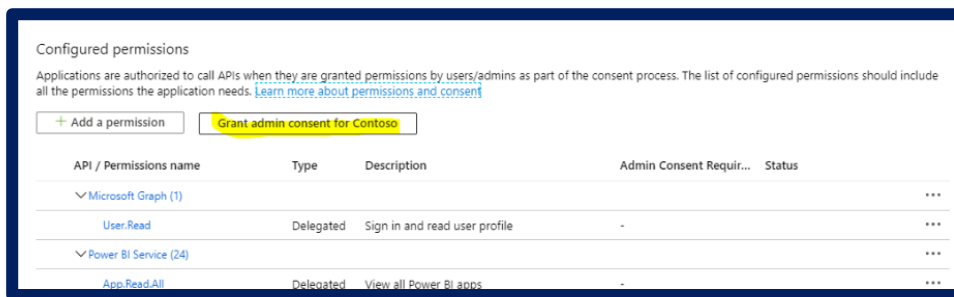 Configured permissions
Applications are authorized to call APIs when they are granted permissions by users/admins as part of the consent process. The list of configured permissions should include
all the permissions the application needs. Learn more about permissions and consent
+ Add a permission Grant admin consent for Contoso
API / Permissions name Type Description Admin Consent Requir... Status
Microsoft Graph (1) ...
User.Read Delegated Sign in and read user profile - ...
Power BI Service (24) ...
App.Read.All Delegated View all Power BI apps - ...